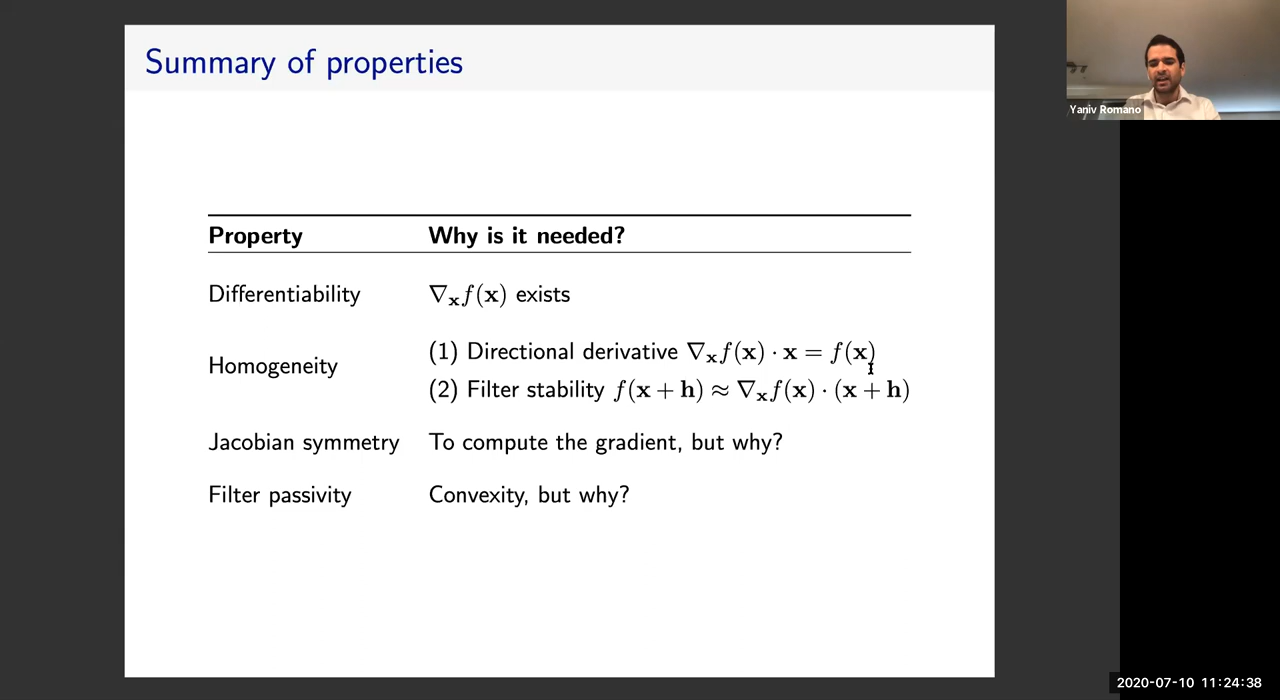 Summary of properties
Yaniv Romano
Property Why is it needed?
Differentiability ∇ₓf(x) exists
Homogeneity (1) Directional derivative ∇ₓf(x) · x = f(x)
(2) Filter stability f(x + h) ≈ ∇ₓf(x) · (x + h)
Jacobian symmetry To compute the gradient, but why?
Filter passivity Convexity, but why?
2020-07-10 11:24:38